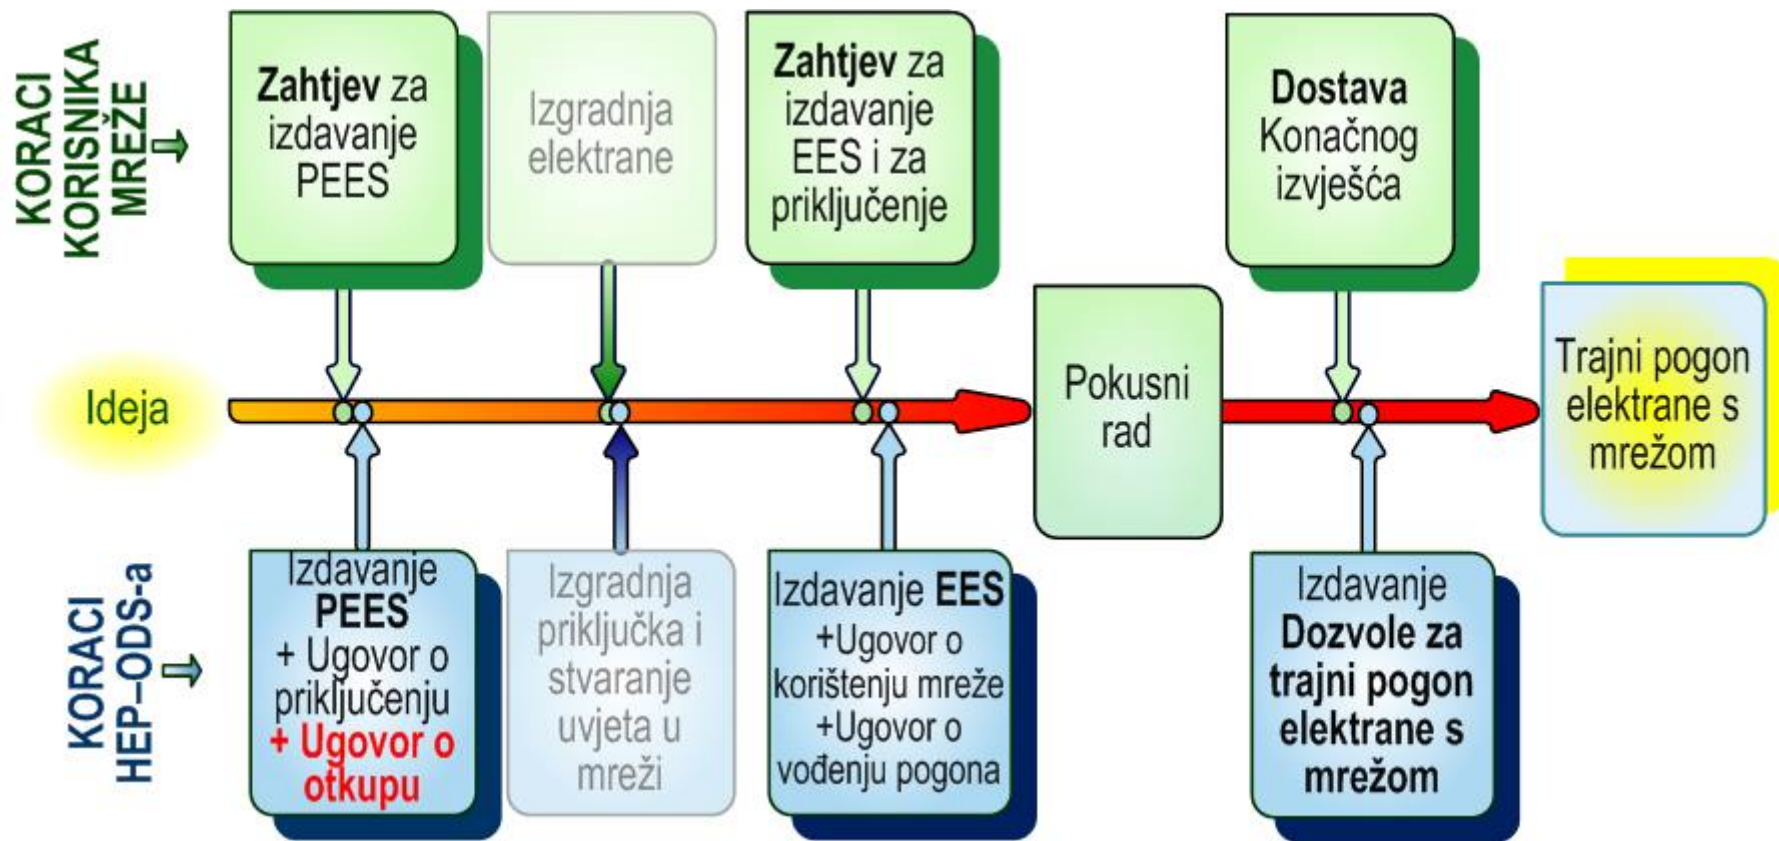 KORACI
KORISNIKA
MREŽE
Zahtjev za
izdavanje
PEES
Izgradnja
elektrane
Zahtjev za
izdavanje
EES i za
priključenje
Dostava
Konačnog
izvješća
Ideja
Pokusni
rad
Trajni pogon
elektrane s
mrežom
KORACI
HEP–ODS-a
Izdavanje
PEES
+ Ugovor o
priključenju
+ Ugovor o
otkupu
Izgradnja
priključka i
stvaranje
uvjeta u
mreži
Izdavanje EES
+Ugovor o
korištenju mreže
+Ugovor o
vođenju pogona
Izdavanje
Dozvole za
trajni pogon
elektrane s
mrežom